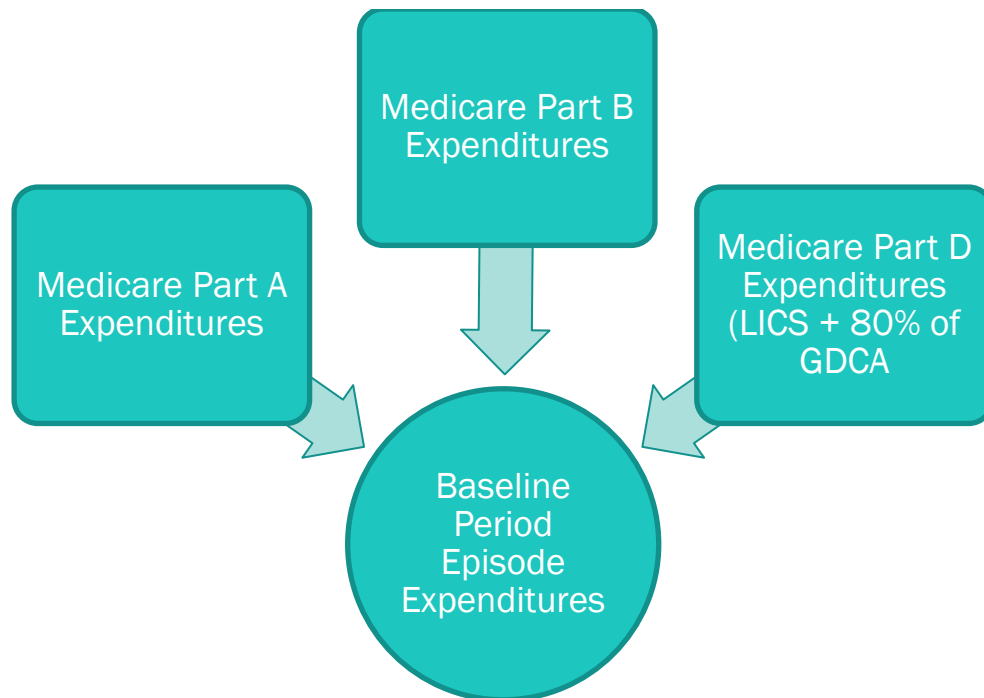 Medicare Part B
Expenditures
Medicare Part A
Expenditures
Medicare Part D
Expenditures
(LICS + 80% of
GDCA
Baseline
Period
Episode
Expenditures